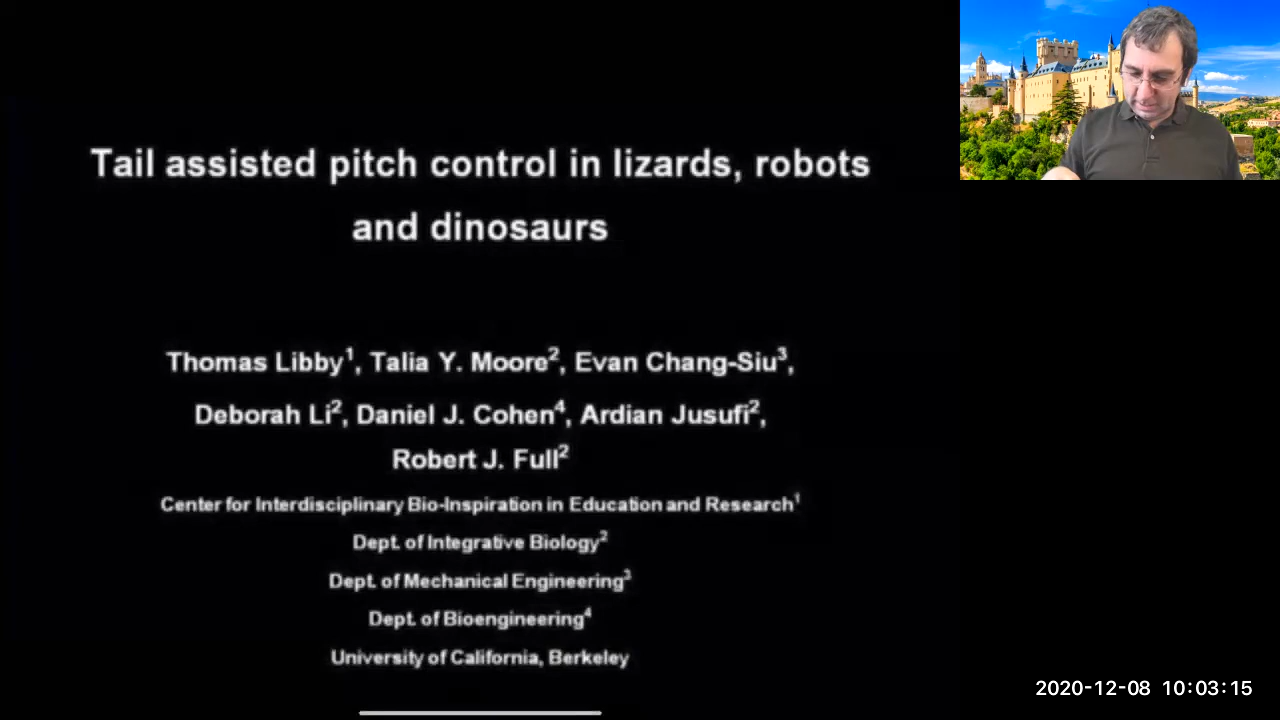 Tail assisted pitch control in lizards, robots
and dinosaurs
Thomas Libby¹, Talia Y. Moore², Evan Chang-Siu³,
Deborah Li², Daniel J. Cohen⁴, Ardian Jusufi²,
Robert J. Full²
Center for Interdisciplinary Bio-Inspiration in Education and Research¹
Dept. of Integrative Biology²
Dept. of Mechanical Engineering³
Dept. of Bioengineering⁴
University of California, Berkeley
2020-12-08 10:03:15